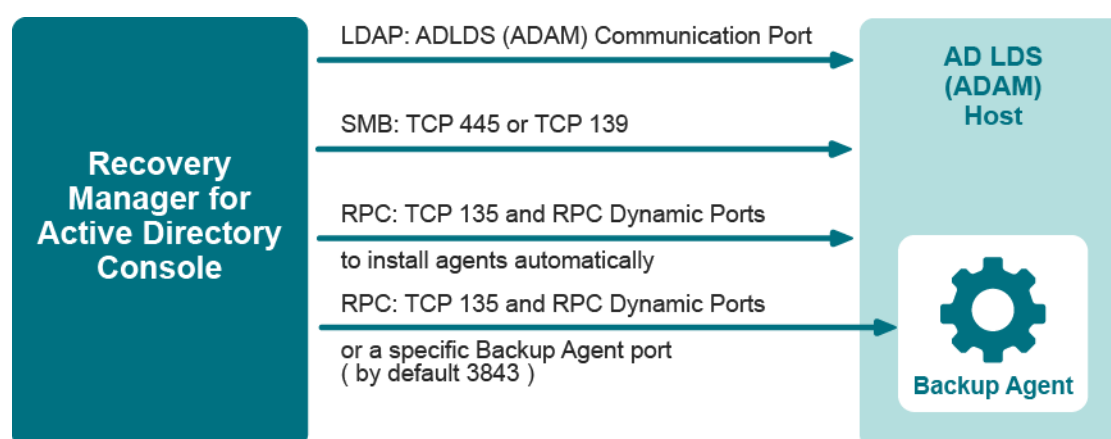 Recovery
Manager for
Active Directory
Console
LDAP: ADLDS (ADAM) Communication Port
SMB: TCP 445 or TCP 139
RPC: TCP 135 and RPC Dynamic Ports
to install agents automatically
RPC: TCP 135 and RPC Dynamic Ports
or a specific Backup Agent port
( by default 3843 )
AD LDS
(ADAM)
Host
Backup Agent